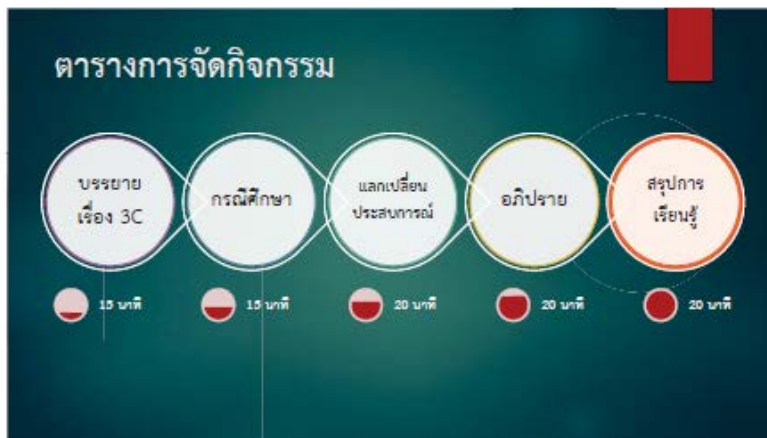 ตารางการจัดกิจกรรม
บรรยาย
เรื่อง 3C
กรณีศึกษา
แลกเปลี่ยน
ประสบการณ์
อภิปราย
สรุปการ
เรียนรู้
15 นาที
15 นาที
20 นาที
20 นาที
20 นาที